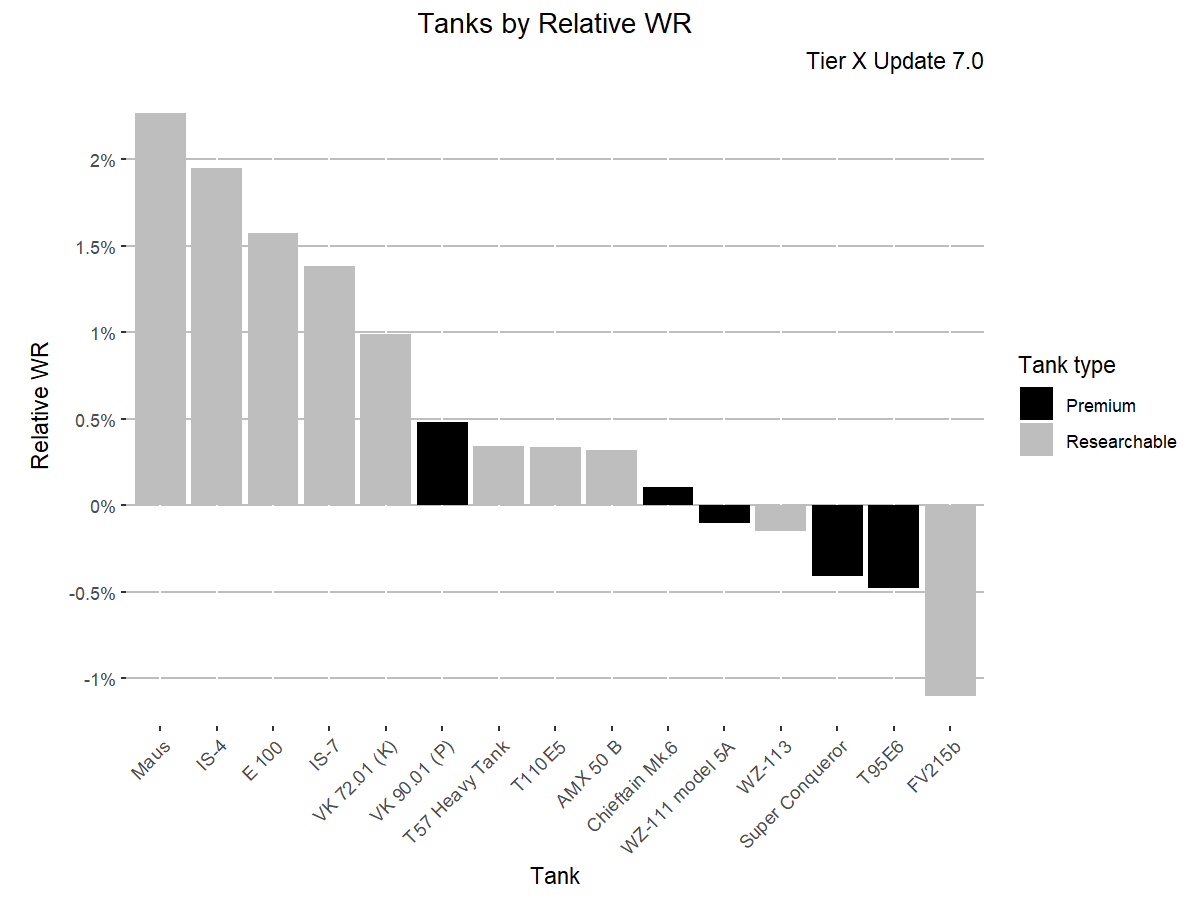 Tanks by Relative WR
Tier X Update 7.0
Relative WR
2%
1.5%
1%
0.5%
0%
-0.5%
-1%
Maus
IS-4
E 100
IS-7
VK 72.01 (K)
VK 90.01 (P)
T57 Heavy Tank
T110E5
AMX 50 B
Chieftain Mk.6
WZ-111 model 5A
WZ-113
Super Conqueror
T95E6
FV215b
Tank
Tank type
Premium
Researchable